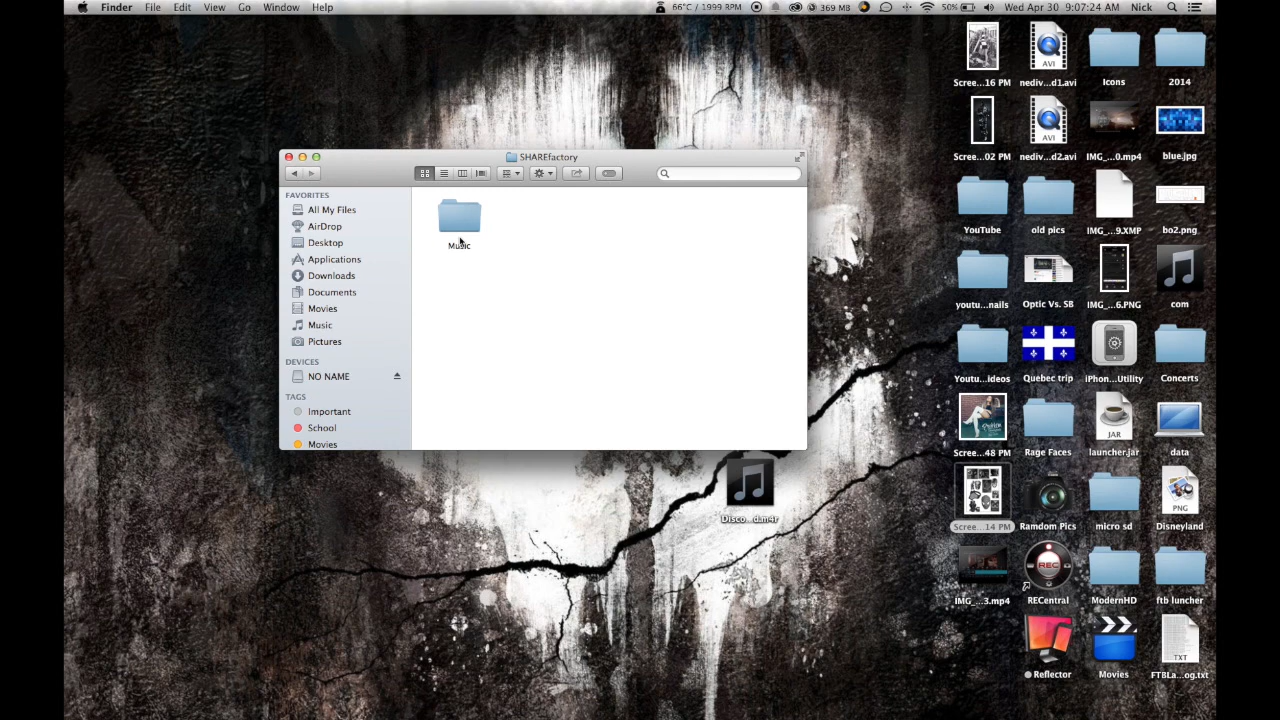 Finder File Edit View Go Window Help 66°C / 1999 RPM 369 MB 50% Wed Apr 30 9:07:24 AM Nick
SHAREfactory
FAVORITES
All My Files
AirDrop
Desktop
Applications
Downloads
Documents
Movies
Music
Pictures
DEVICES
NO NAME
TAGS
Important
School
Movies
Music
Disco...d.m4r
Scree...16 PM
AVI
nediv...d1.avi
Icons
2014
Scree...02 PM
AVI
nediv...d2.avi
IMG_...0.mp4
blue.jpg
YouTube
old pics
IMG_...9.XMP
bo2.png
youtu...nails
Optic Vs. SB
IMG_...6.PNG
com
Youtu...ideos
Quebec trip
iPhon...Utility
Concerts
Scree...48 PM
Rage Faces
JAR
launcher.jar
data
Scree...14 PM
Ramdom Pics
micro sd
PNG
Disneyland
IMG_...3.mp4
REC
RECentral
ModernHD
ftb luncher
Reflector
Movies
TXT
FTBLa...og.txt